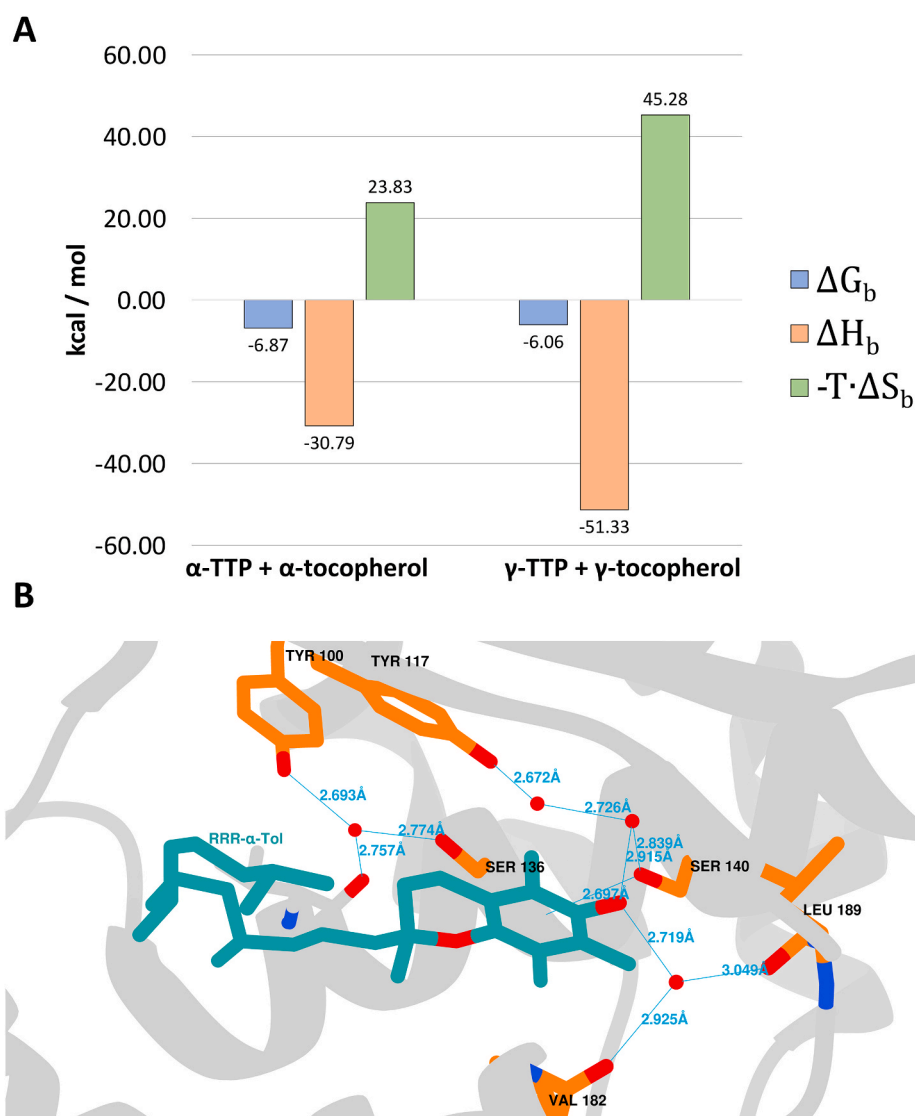 A
60.00
40.00
20.00
0.00
-20.00
-40.00
-60.00
kcal / mol
-6.87
-30.79
23.83
-6.06
-51.33
45.28
α-TTP + α-tocopherol
γ-TTP + γ-tocopherol
ΔG_b
ΔH_b
-T·ΔS_b
B
TYR 100
TYR 117
2.693Å
2.672Å
2.726Å
RRR-α-Tol
2.774Å
2.839Å
2.757Å
2.915Å
SER 136
SER 140
2.697Å
LEU 189
2.719Å
3.049Å
2.925Å
VAL 182